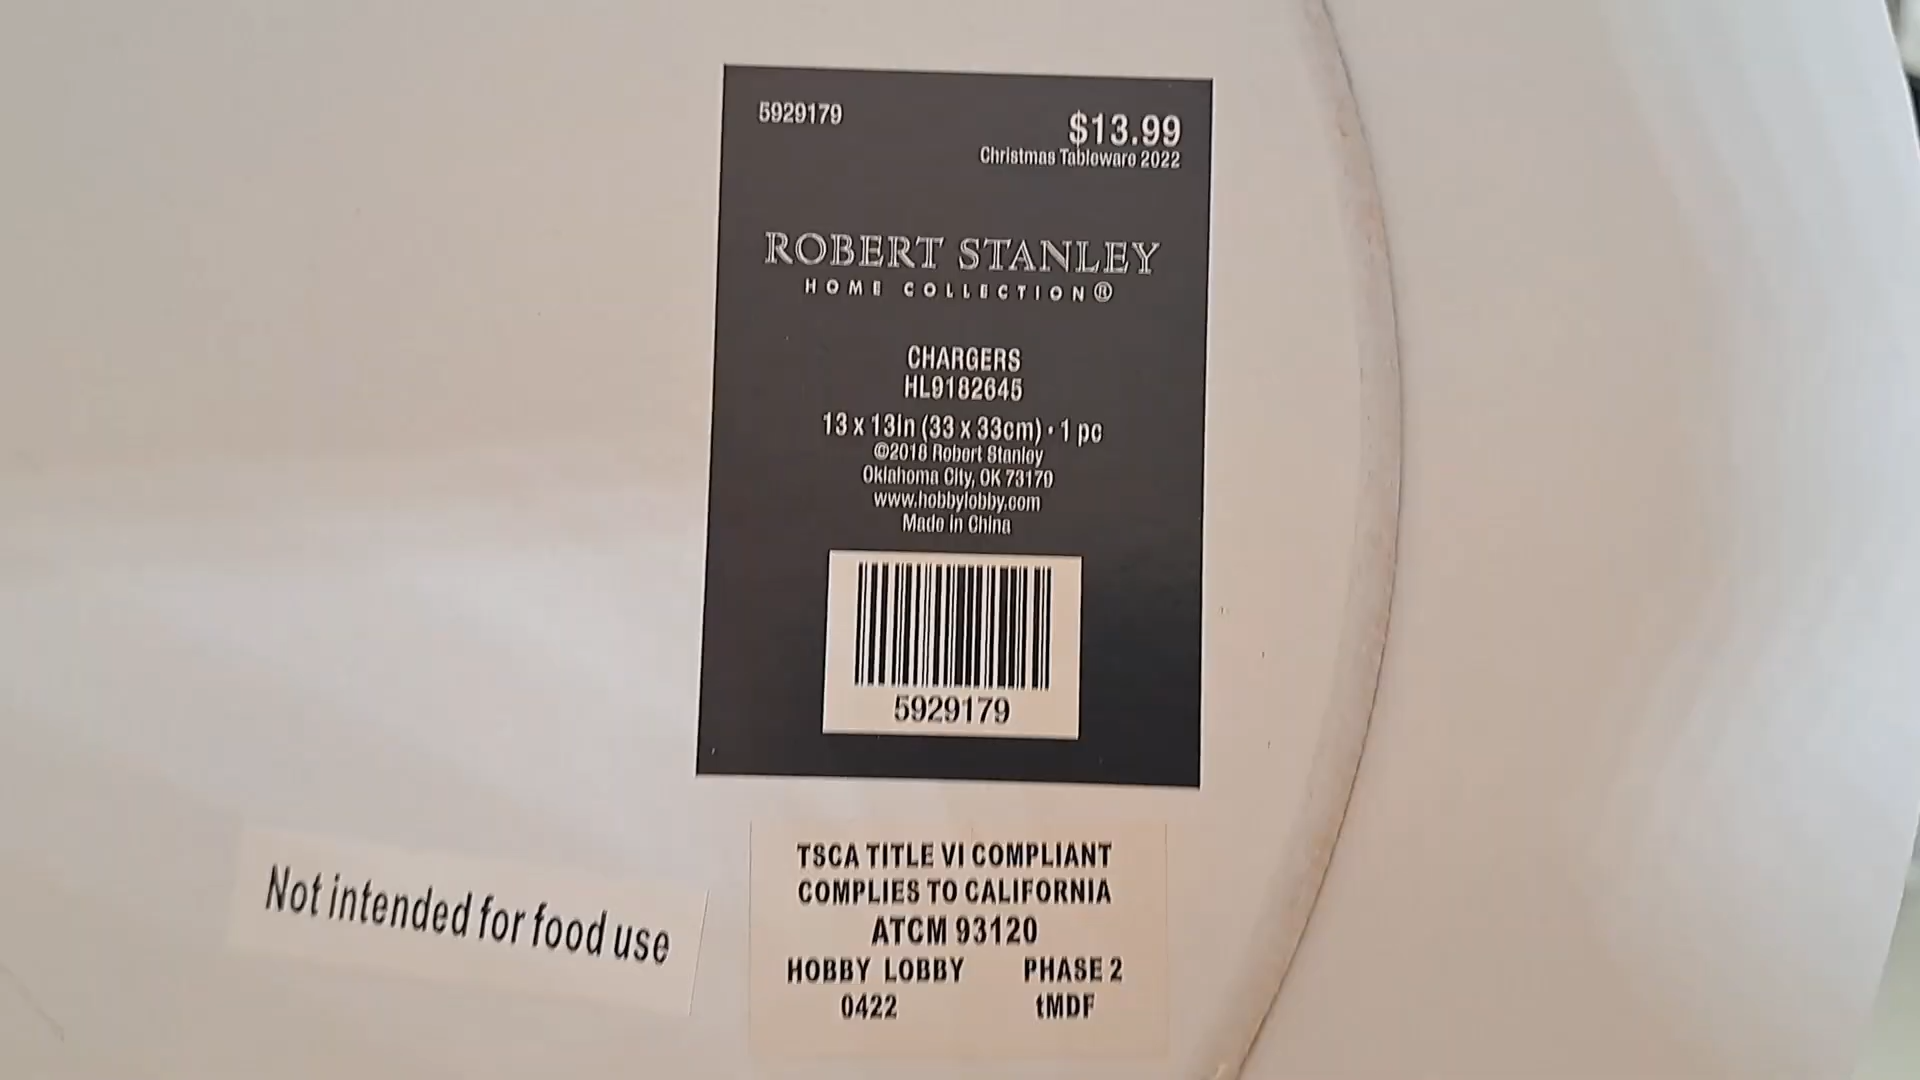 5929179
$13.99
Christmas Tableware 2022
ROBERT STANLEY
HOME COLLECTION®
CHARGERS
HL9182645
13 x 13in (33 x 33cm) • 1 pc
©2018 Robert Stanley
Oklahoma City, OK 73179
www.hobbylobby.com
Made in China
5929179
Not intended for food use
TSCA TITLE VI COMPLIANT
COMPLIES TO CALIFORNIA
ATCM 93120
HOBBY LOBBY PHASE 2
0422 tMDF